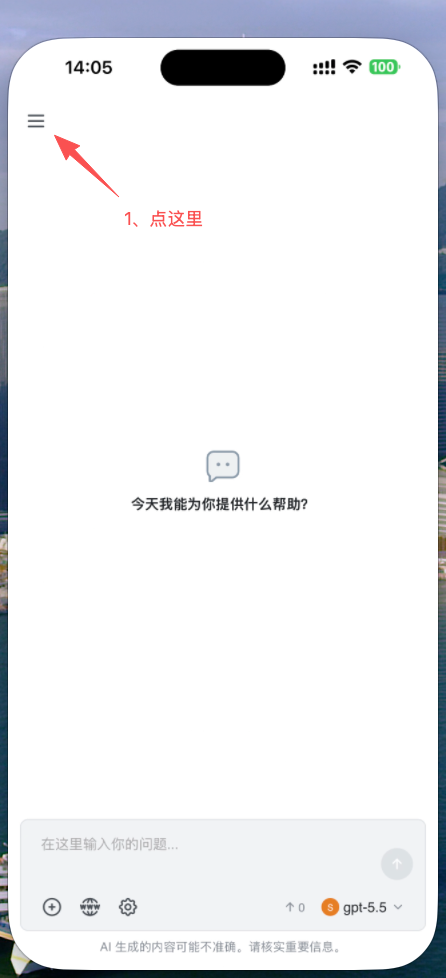 14:05
100
1、点这里
今天我能为你提供什么帮助?
在这里输入你的问题...
WWW
0
S
gpt-5.5
AI 生成的内容可能不准确。请核实重要信息。